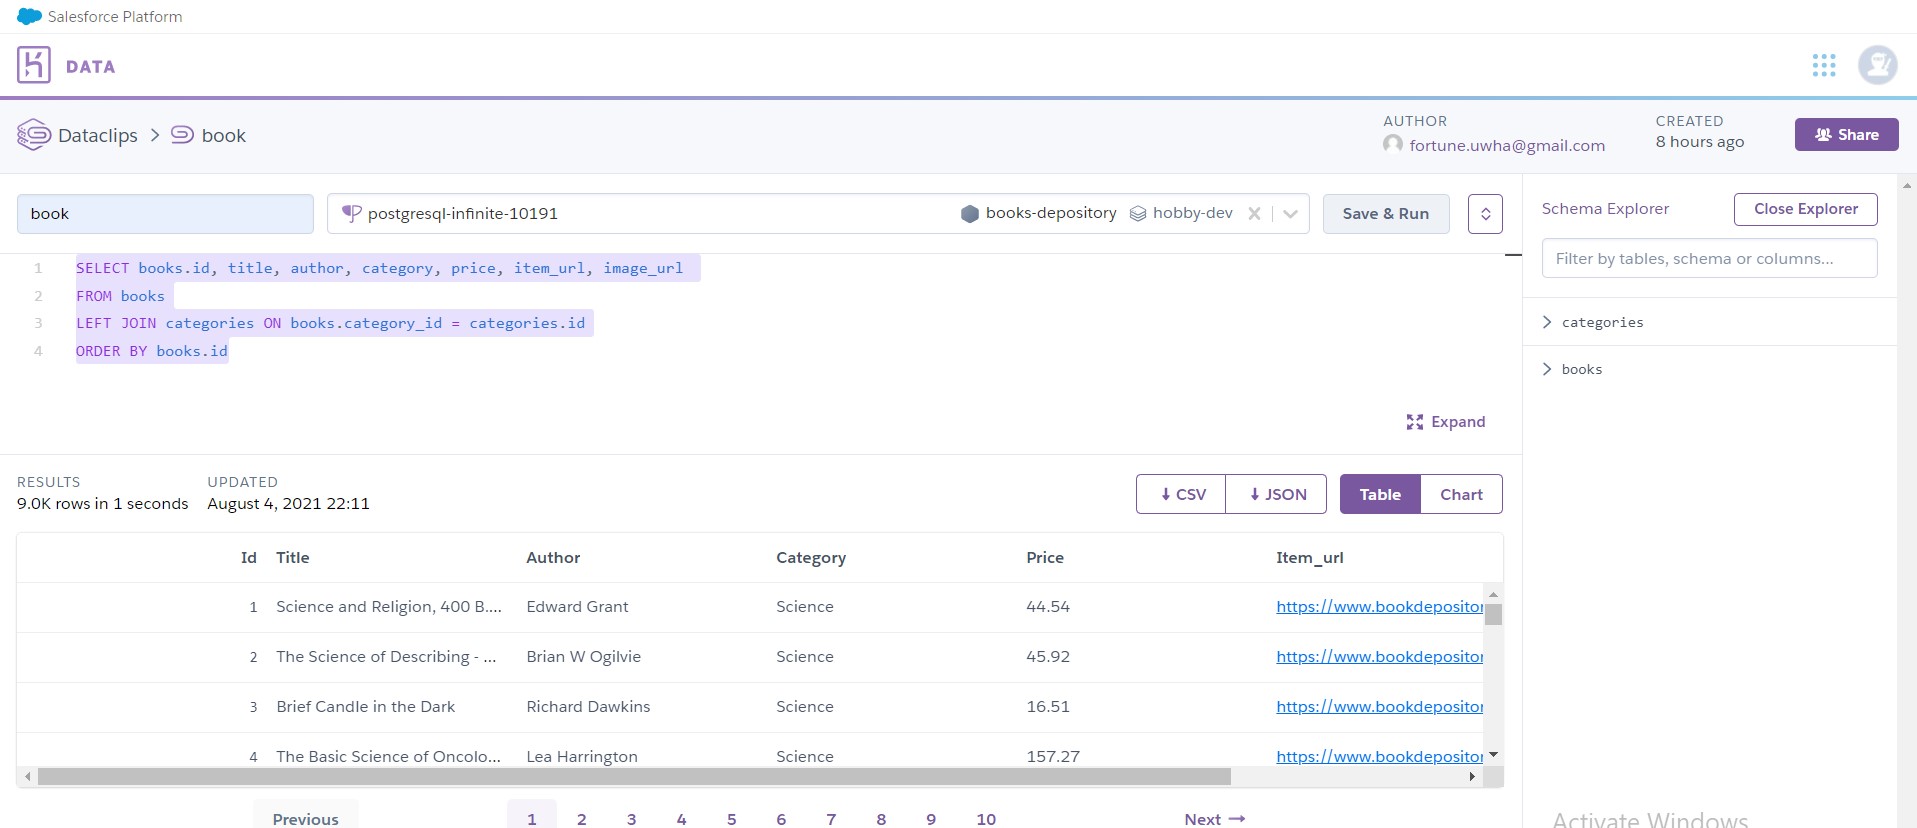 Salesforce Platform
DATA
Dataclips > book
AUTHOR
fortune.uwha@gmail.com
CREATED
8 hours ago
Share
book
postgresql-infinite-10191
books-depository
hobby-dev
Save & Run
Schema Explorer
Close Explorer
Filter by tables, schema or columns...
categories
books
1 SELECT books.id, title, author, category, price, item_url, image_url
2 FROM books
3 LEFT JOIN categories ON books.category_id = categories.id
4 ORDER BY books.id
Expand
RESULTS
9.0K rows in 1 seconds
UPDATED
August 4, 2021 22:11
CSV
JSON
Table
Chart
Id Title Author Category Price Item_url
1 Science and Religion, 400 B.... Edward Grant Science 44.54 https://www.bookdepositor
2 The Science of Describing - ... Brian W Ogilvie Science 45.92 https://www.bookdepositor
3 Brief Candle in the Dark Richard Dawkins Science 16.51 https://www.bookdepositor
4 The Basic Science of Oncolo... Lea Harrington Science 157.27 https://www.bookdepositor
Previous 1 2 3 4 5 6 7 8 9 10 Next →
Activate Windows